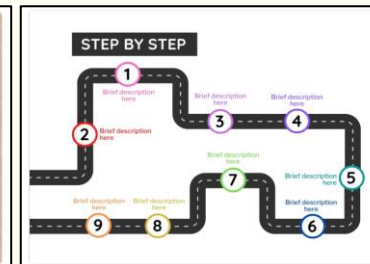 STEP BY STEP
1
Brief description
here
2
Brief description
here
3
Brief description
here
4
Brief description
here
5
Brief description
here
6
Brief description
here
7
Brief description
here
8
Brief description
here
9
Brief description
here